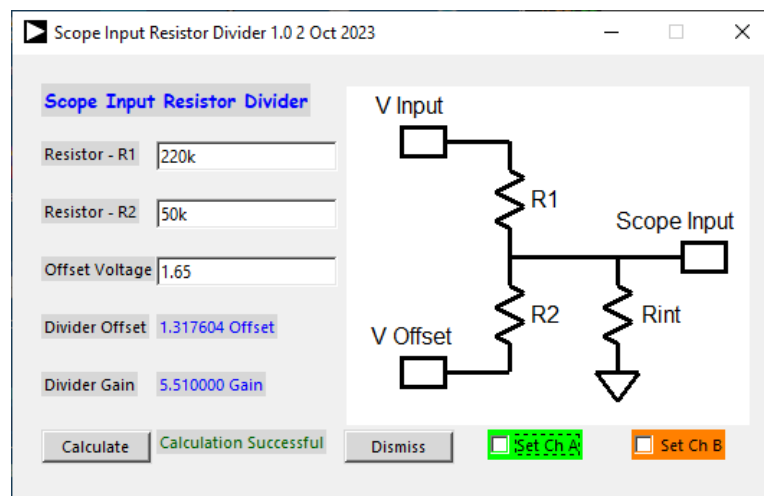 Scope Input Resistor Divider 1.0 2 Oct 2023
Scope Input Resistor Divider
Resistor - R1 220k
Resistor - R2 50k
Offset Voltage 1.65
Divider Offset 1.317604 Offset
Divider Gain 5.510000 Gain
V Input
R1
Scope Input
R2
Rint
V Offset
Calculate Calculation Successful Dismiss Set Ch A Set Ch B